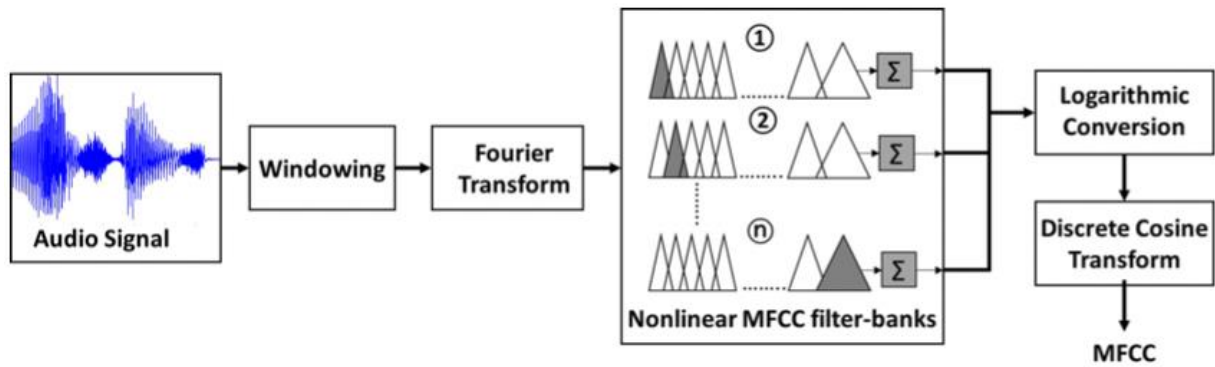 Audio Signal
Windowing
Fourier
Transform
①
Σ
②
Σ
ⓝ
Σ
Nonlinear MFCC filter-banks
Logarithmic
Conversion
Discrete Cosine
Transform
MFCC